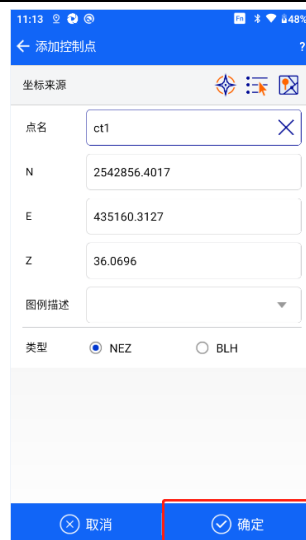 11:13 48%
添加控制点 ?
坐标来源
点名 ct1
N 2542856.4017
E 435160.3127
Z 36.0696
图例描述
类型 NEZ BLH
取消 确定